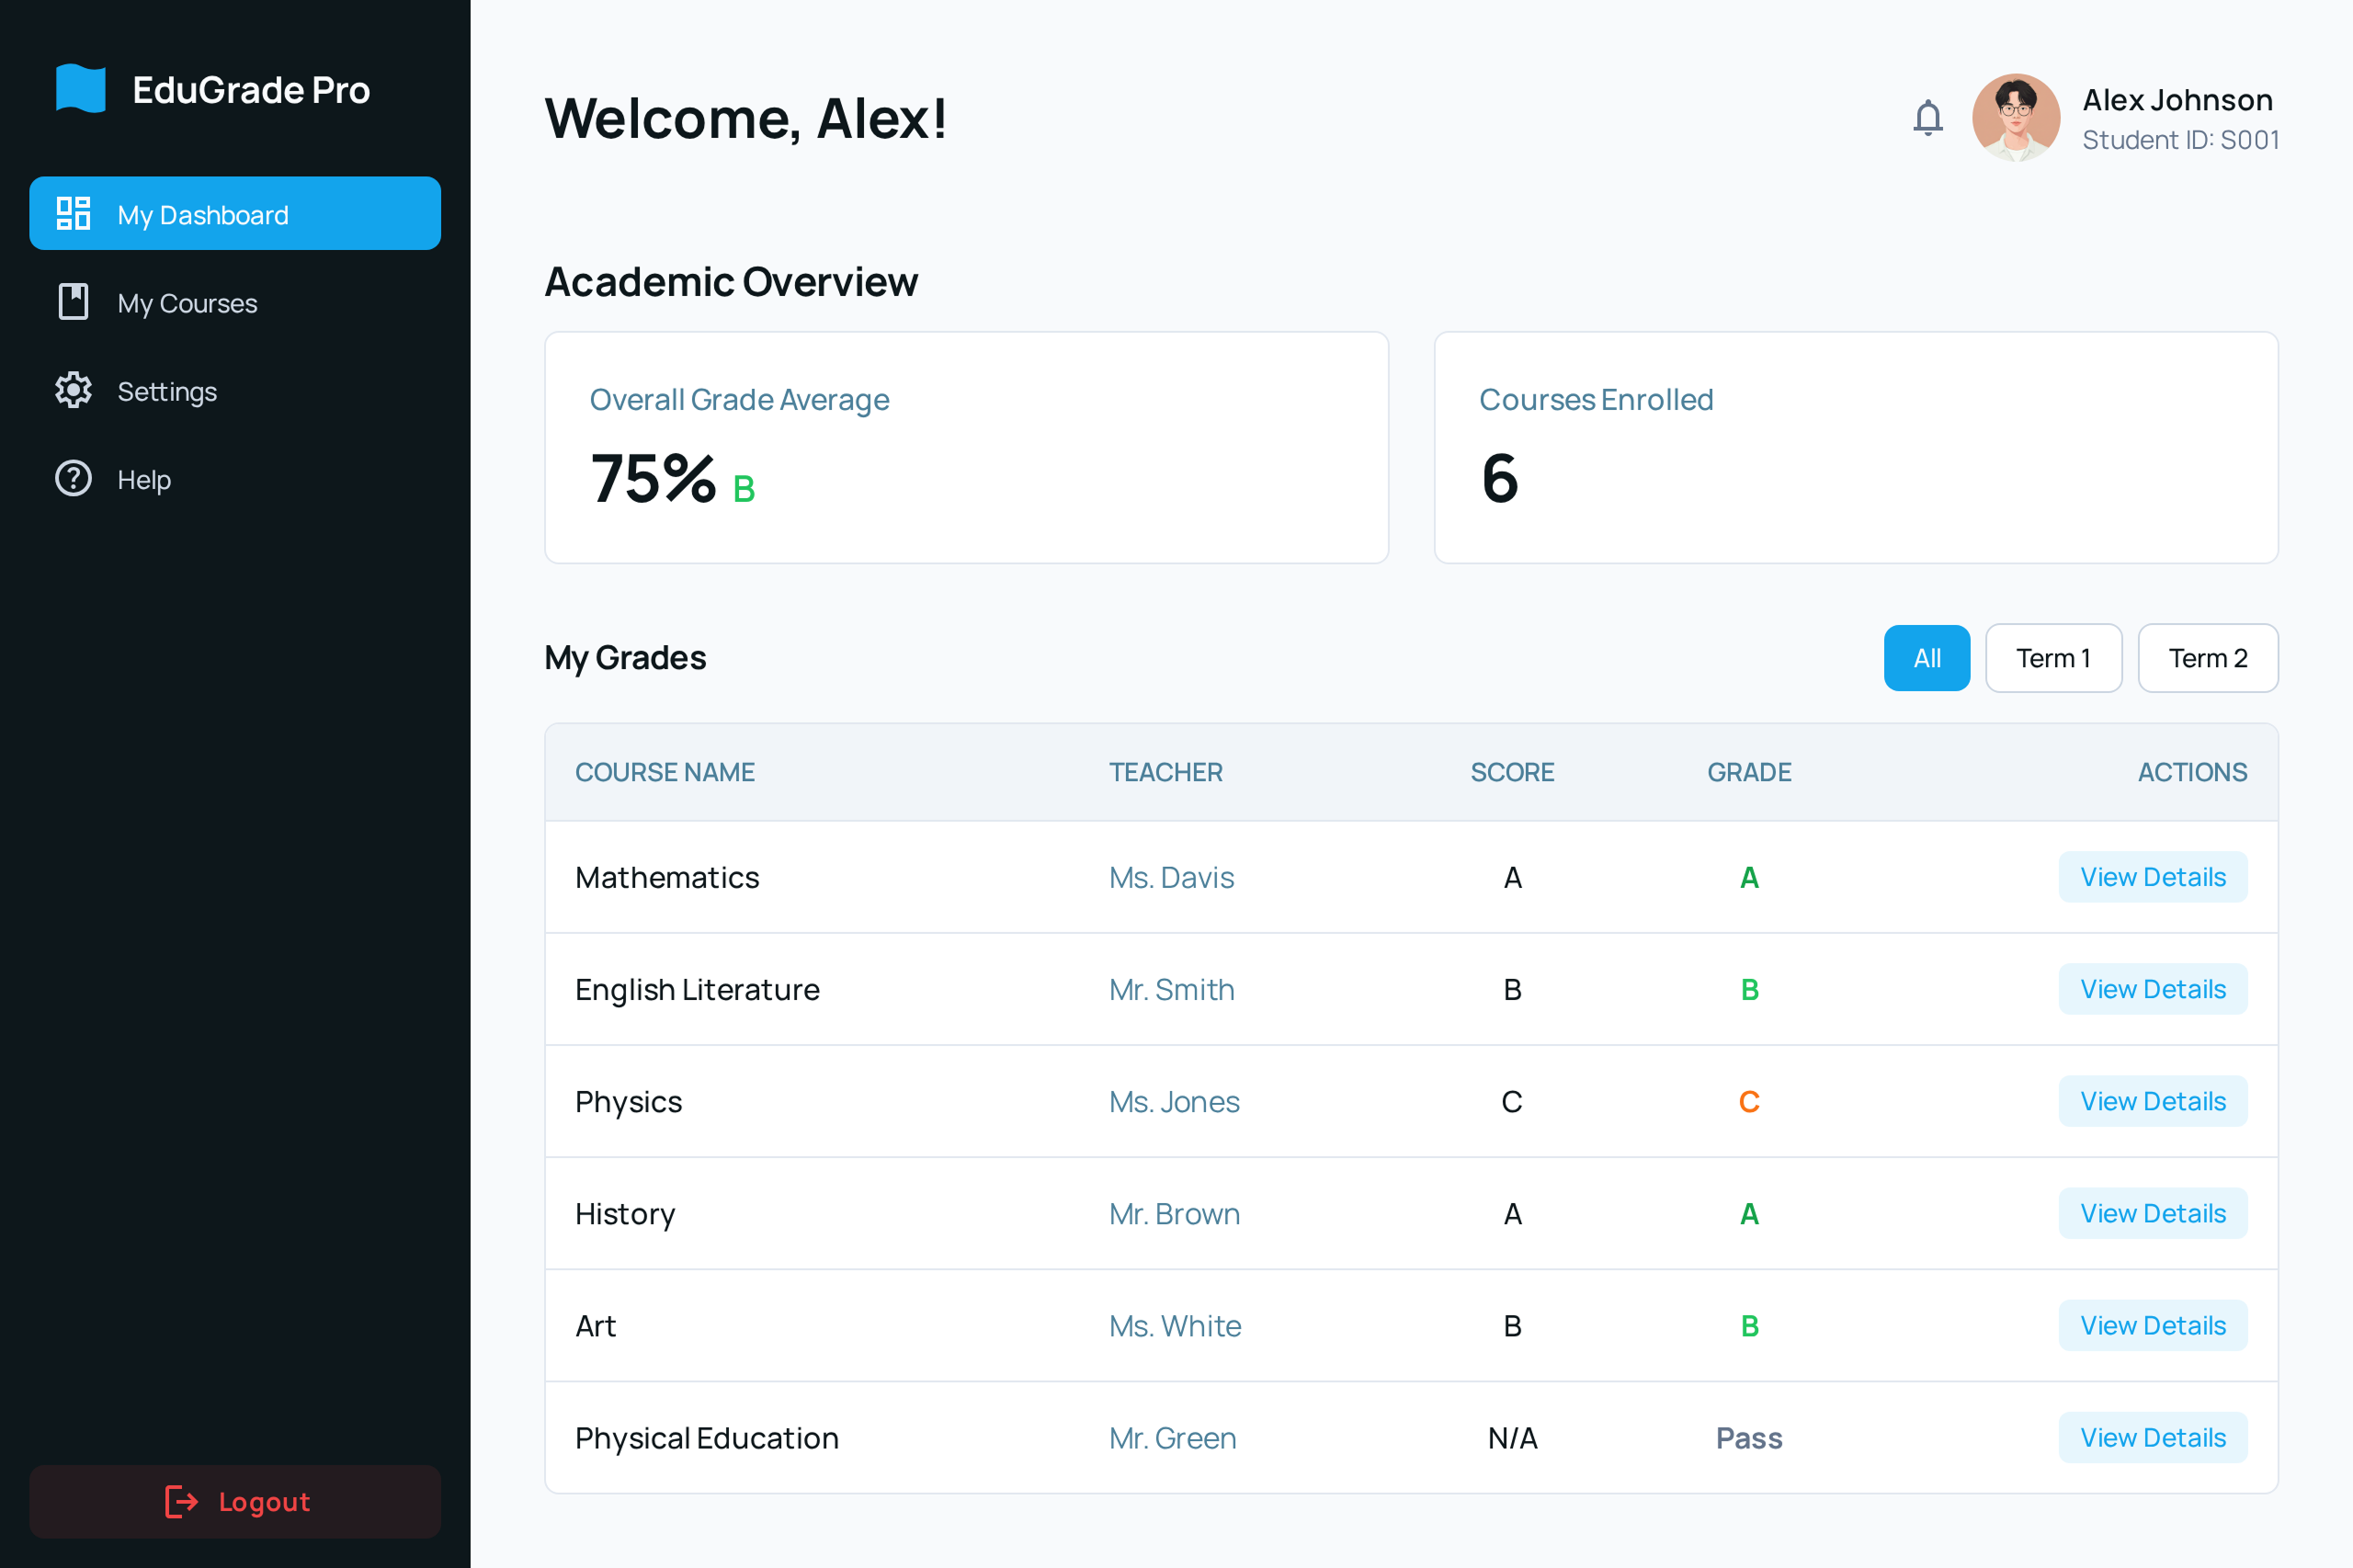 EduGrade Pro
My Dashboard
My Courses
Settings
Help
Logout
Welcome, Alex!
Alex Johnson
Student ID: S001
Academic Overview
Overall Grade Average
75% B
Courses Enrolled
6
My Grades
All Term 1 Term 2
COURSE NAME TEACHER SCORE GRADE ACTIONS
Mathematics Ms. Davis A A View Details
English Literature Mr. Smith B B View Details
Physics Ms. Jones C C View Details
History Mr. Brown A A View Details
Art Ms. White B B View Details
Physical Education Mr. Green N/A Pass View Details